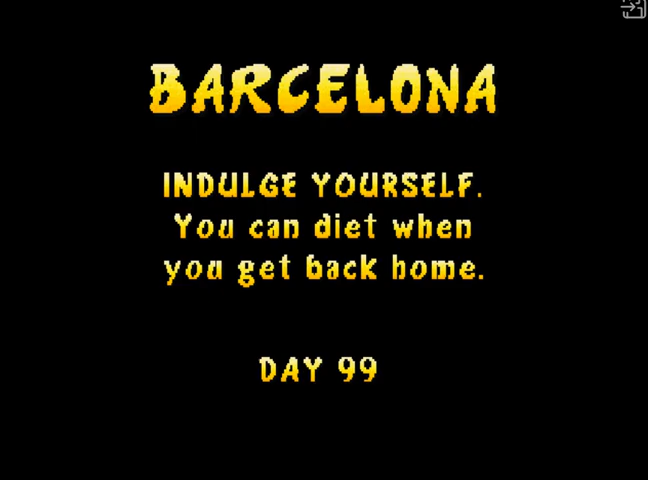 BARCELONA
INDULGE YOURSELF.
You can diet when
you get back home.
DAY 99